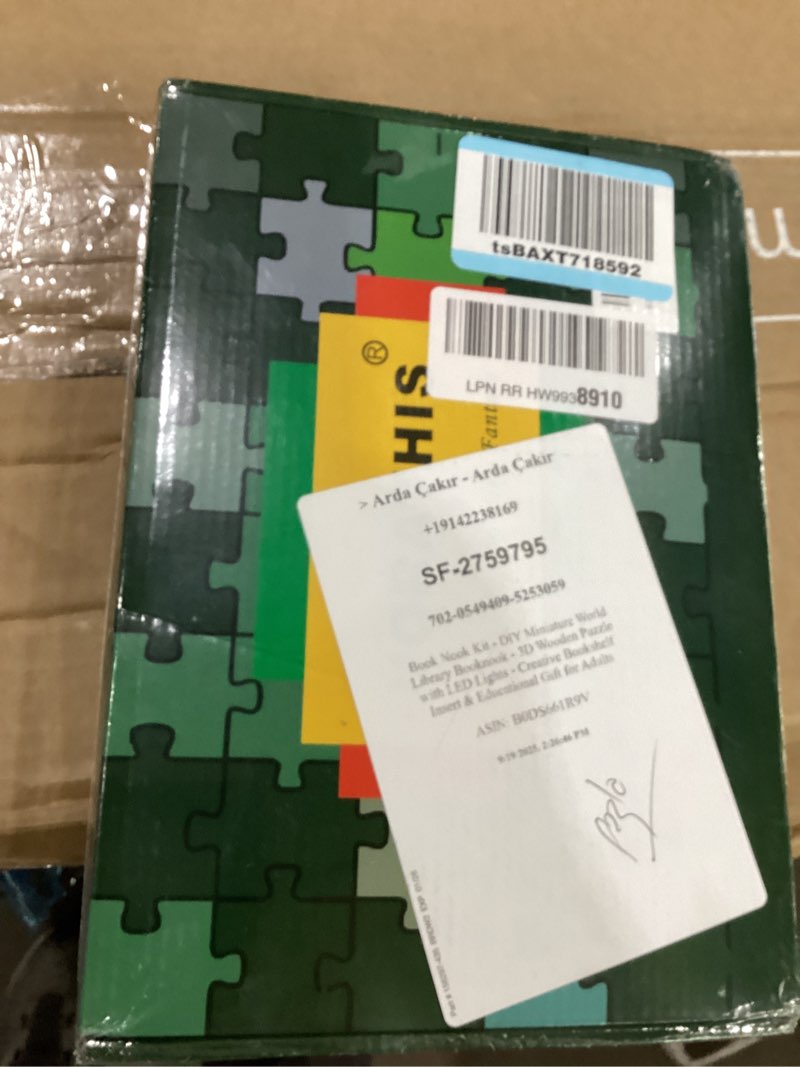 tsBAXT718592
LPN RR HW9938910
®
HIS
Fant
> Arda Çakır - Arda Çakır
+19142238169
SF-2759795
702-0549409-5253059
Book Nook Kit - DIY Miniature World
Library Booknook - 3D Wooden Puzzle
with LED Lights - Creative Bookshelf
Insert & Educational Gift for Adults
ASIN: B0DS661R9V
9/19/2025, 2:26:46 PM